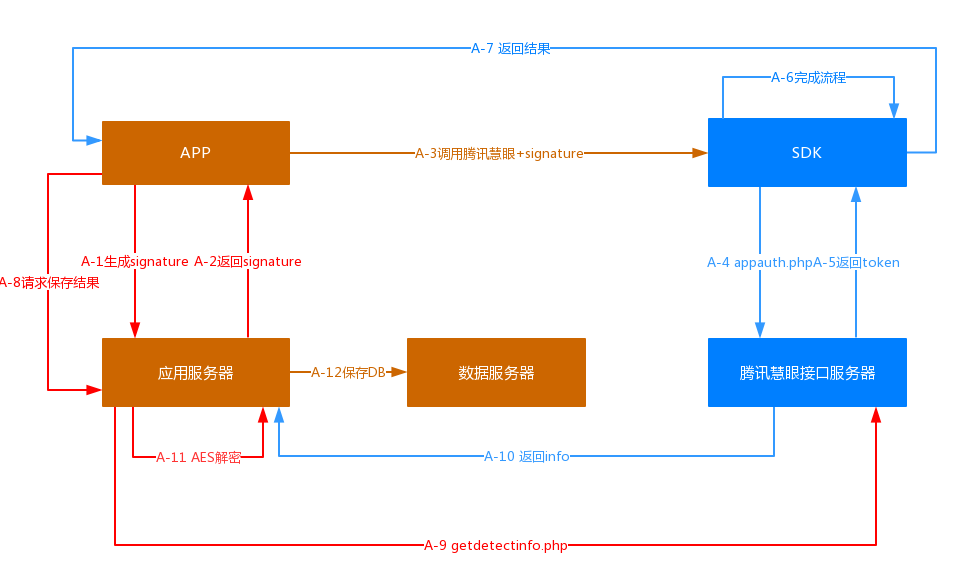 A-7 返回结果
A-6完成流程
APP
A-3调用腾讯慧眼+signature
SDK
A-1生成signature
A-2返回signature
A-4 appauth.php
A-5返回token
A-8请求保存结果
应用服务器
A-12保存DB
数据服务器
腾讯慧眼接口服务器
A-11 AES解密
A-10 返回info
A-9 getdetectinfo.php